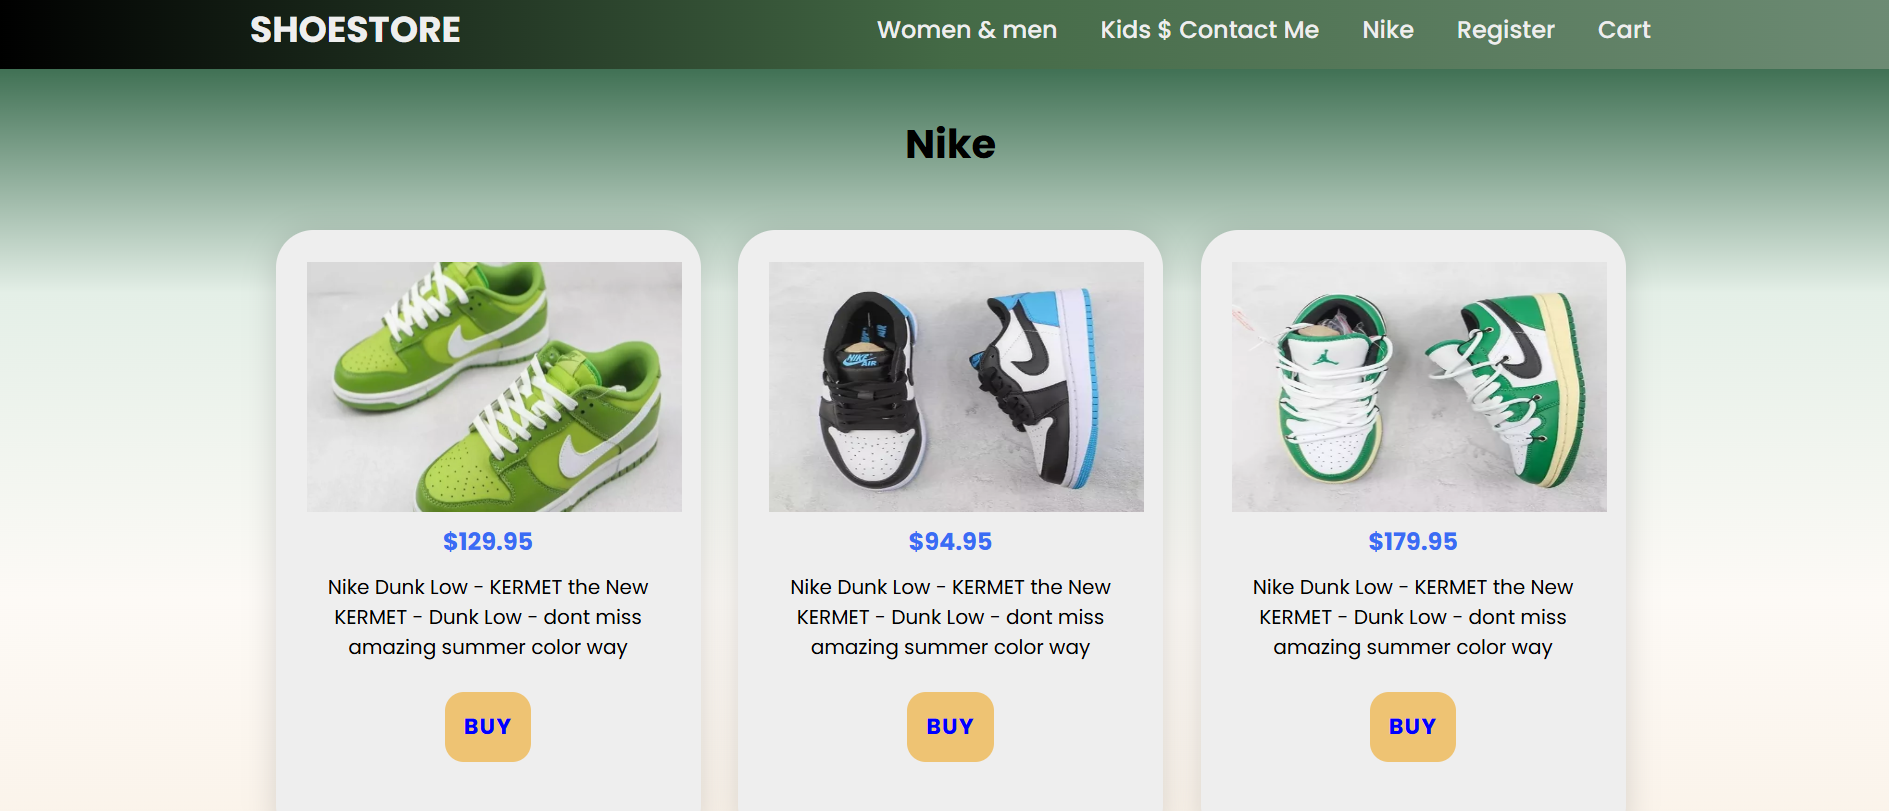 SHOESTORE
Women & men Kids $ Contact Me Nike Register Cart
Nike
NIKE
AIR
$129.95
Nike Dunk Low - KERMET the New
KERMET - Dunk Low - dont miss
amazing summer color way
BUY
$94.95
Nike Dunk Low - KERMET the New
KERMET - Dunk Low - dont miss
amazing summer color way
BUY
$179.95
Nike Dunk Low - KERMET the New
KERMET - Dunk Low - dont miss
amazing summer color way
BUY